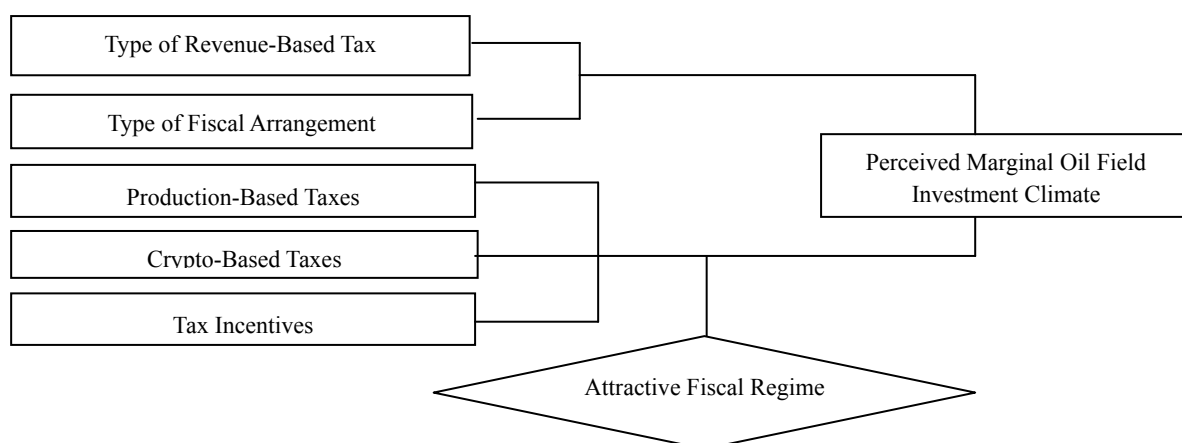 Type of Revenue-Based Tax
Type of Fiscal Arrangement
Production-Based Taxes
Crypto-Based Taxes
Tax Incentives
Perceived Marginal Oil Field
Investment Climate
Attractive Fiscal Regime